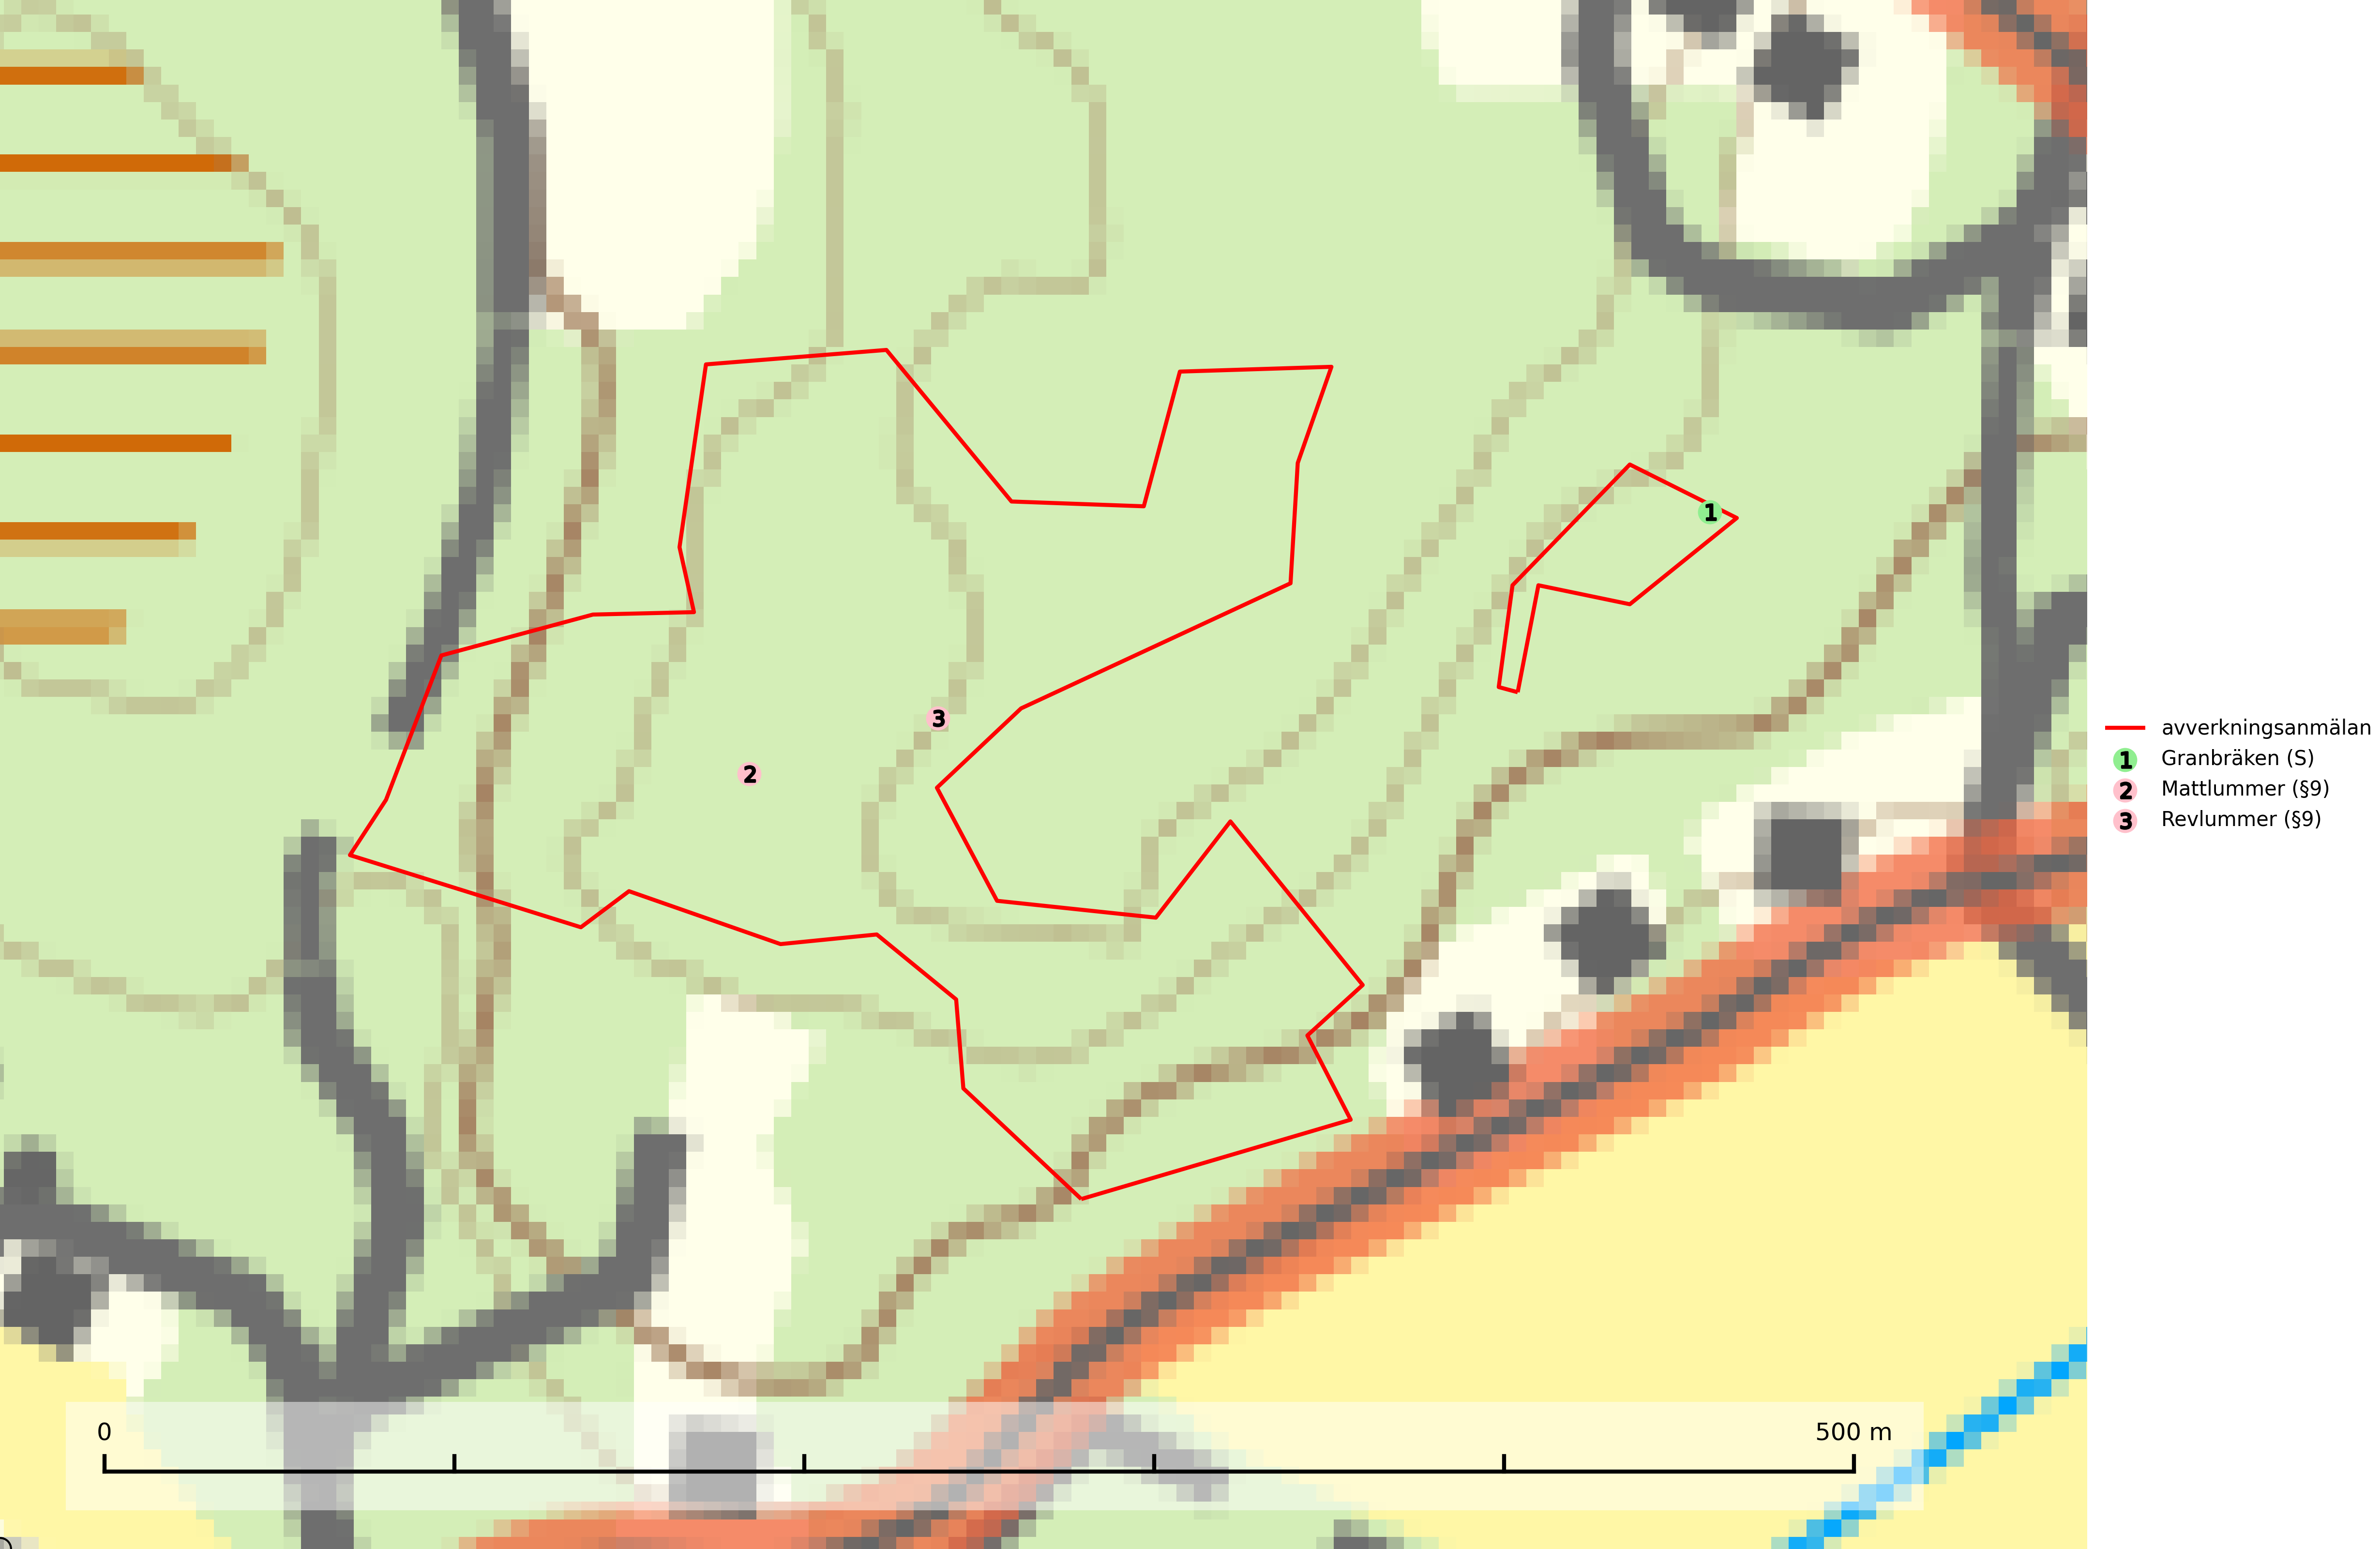 1
3
2
avverkningsanmälan
1 Granbräken (S)
2 Mattlummer (§9)
3 Revlummer (§9)
0 500 m